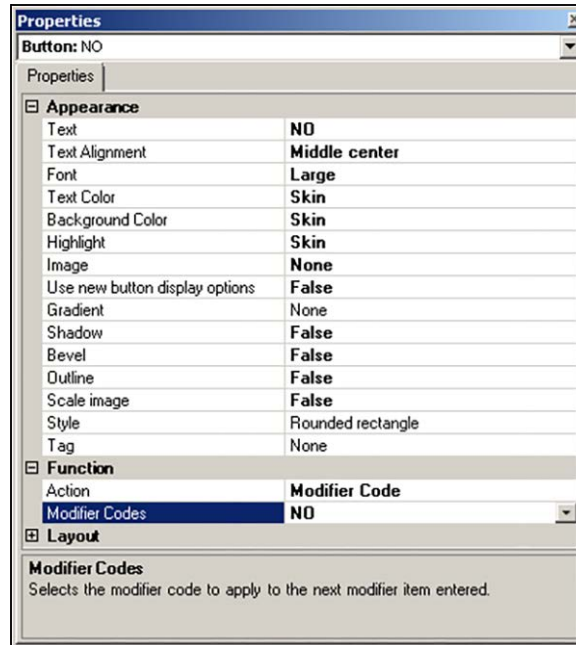 Properties
Button: NO
Properties
Appearance
Text NO
Text Alignment Middle center
Font Large
Text Color Skin
Background Color Skin
Highlight Skin
Image None
Use new button display options False
Gradient None
Shadow False
Bevel False
Outline False
Scale image False
Style Rounded rectangle
Tag None
Function
Action Modifier Code
Modifier Codes NO
Layout
Modifier Codes
Selects the modifier code to apply to the next modifier item entered.